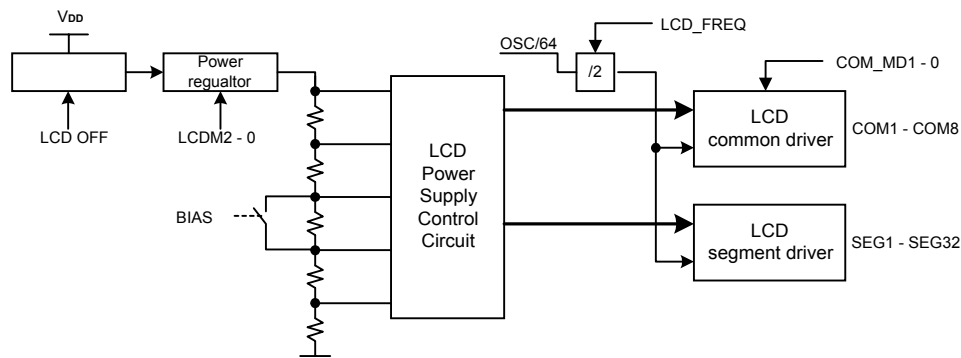 VDD
LCD_FREQ
OSC/64
Power
regualtor
/2
COM_MD1 - 0
LCD OFF
LCDM2 - 0
LCD
common driver
COM1 - COM8
LCD
Power
Supply
Control
Circuit
BIAS
LCD
segment driver
SEG1 - SEG32